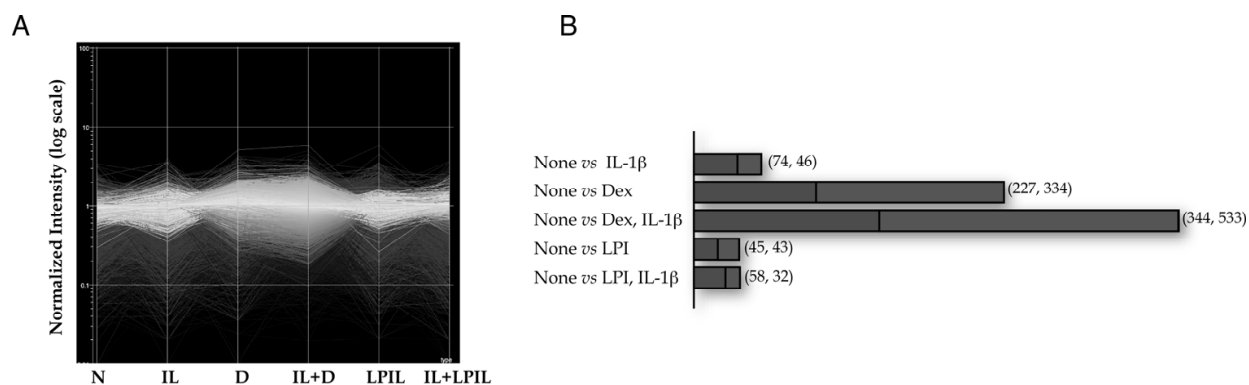 A
B
Normalized Intensity (log scale)
100
10
1
0.1
type
N IL D IL+D LPIL IL+LPIL
None vs IL-1β (74, 46)
None vs Dex (227, 334)
None vs Dex, IL-1β (344, 533)
None vs LPI (45, 43)
None vs LPI, IL-1β (58, 32)